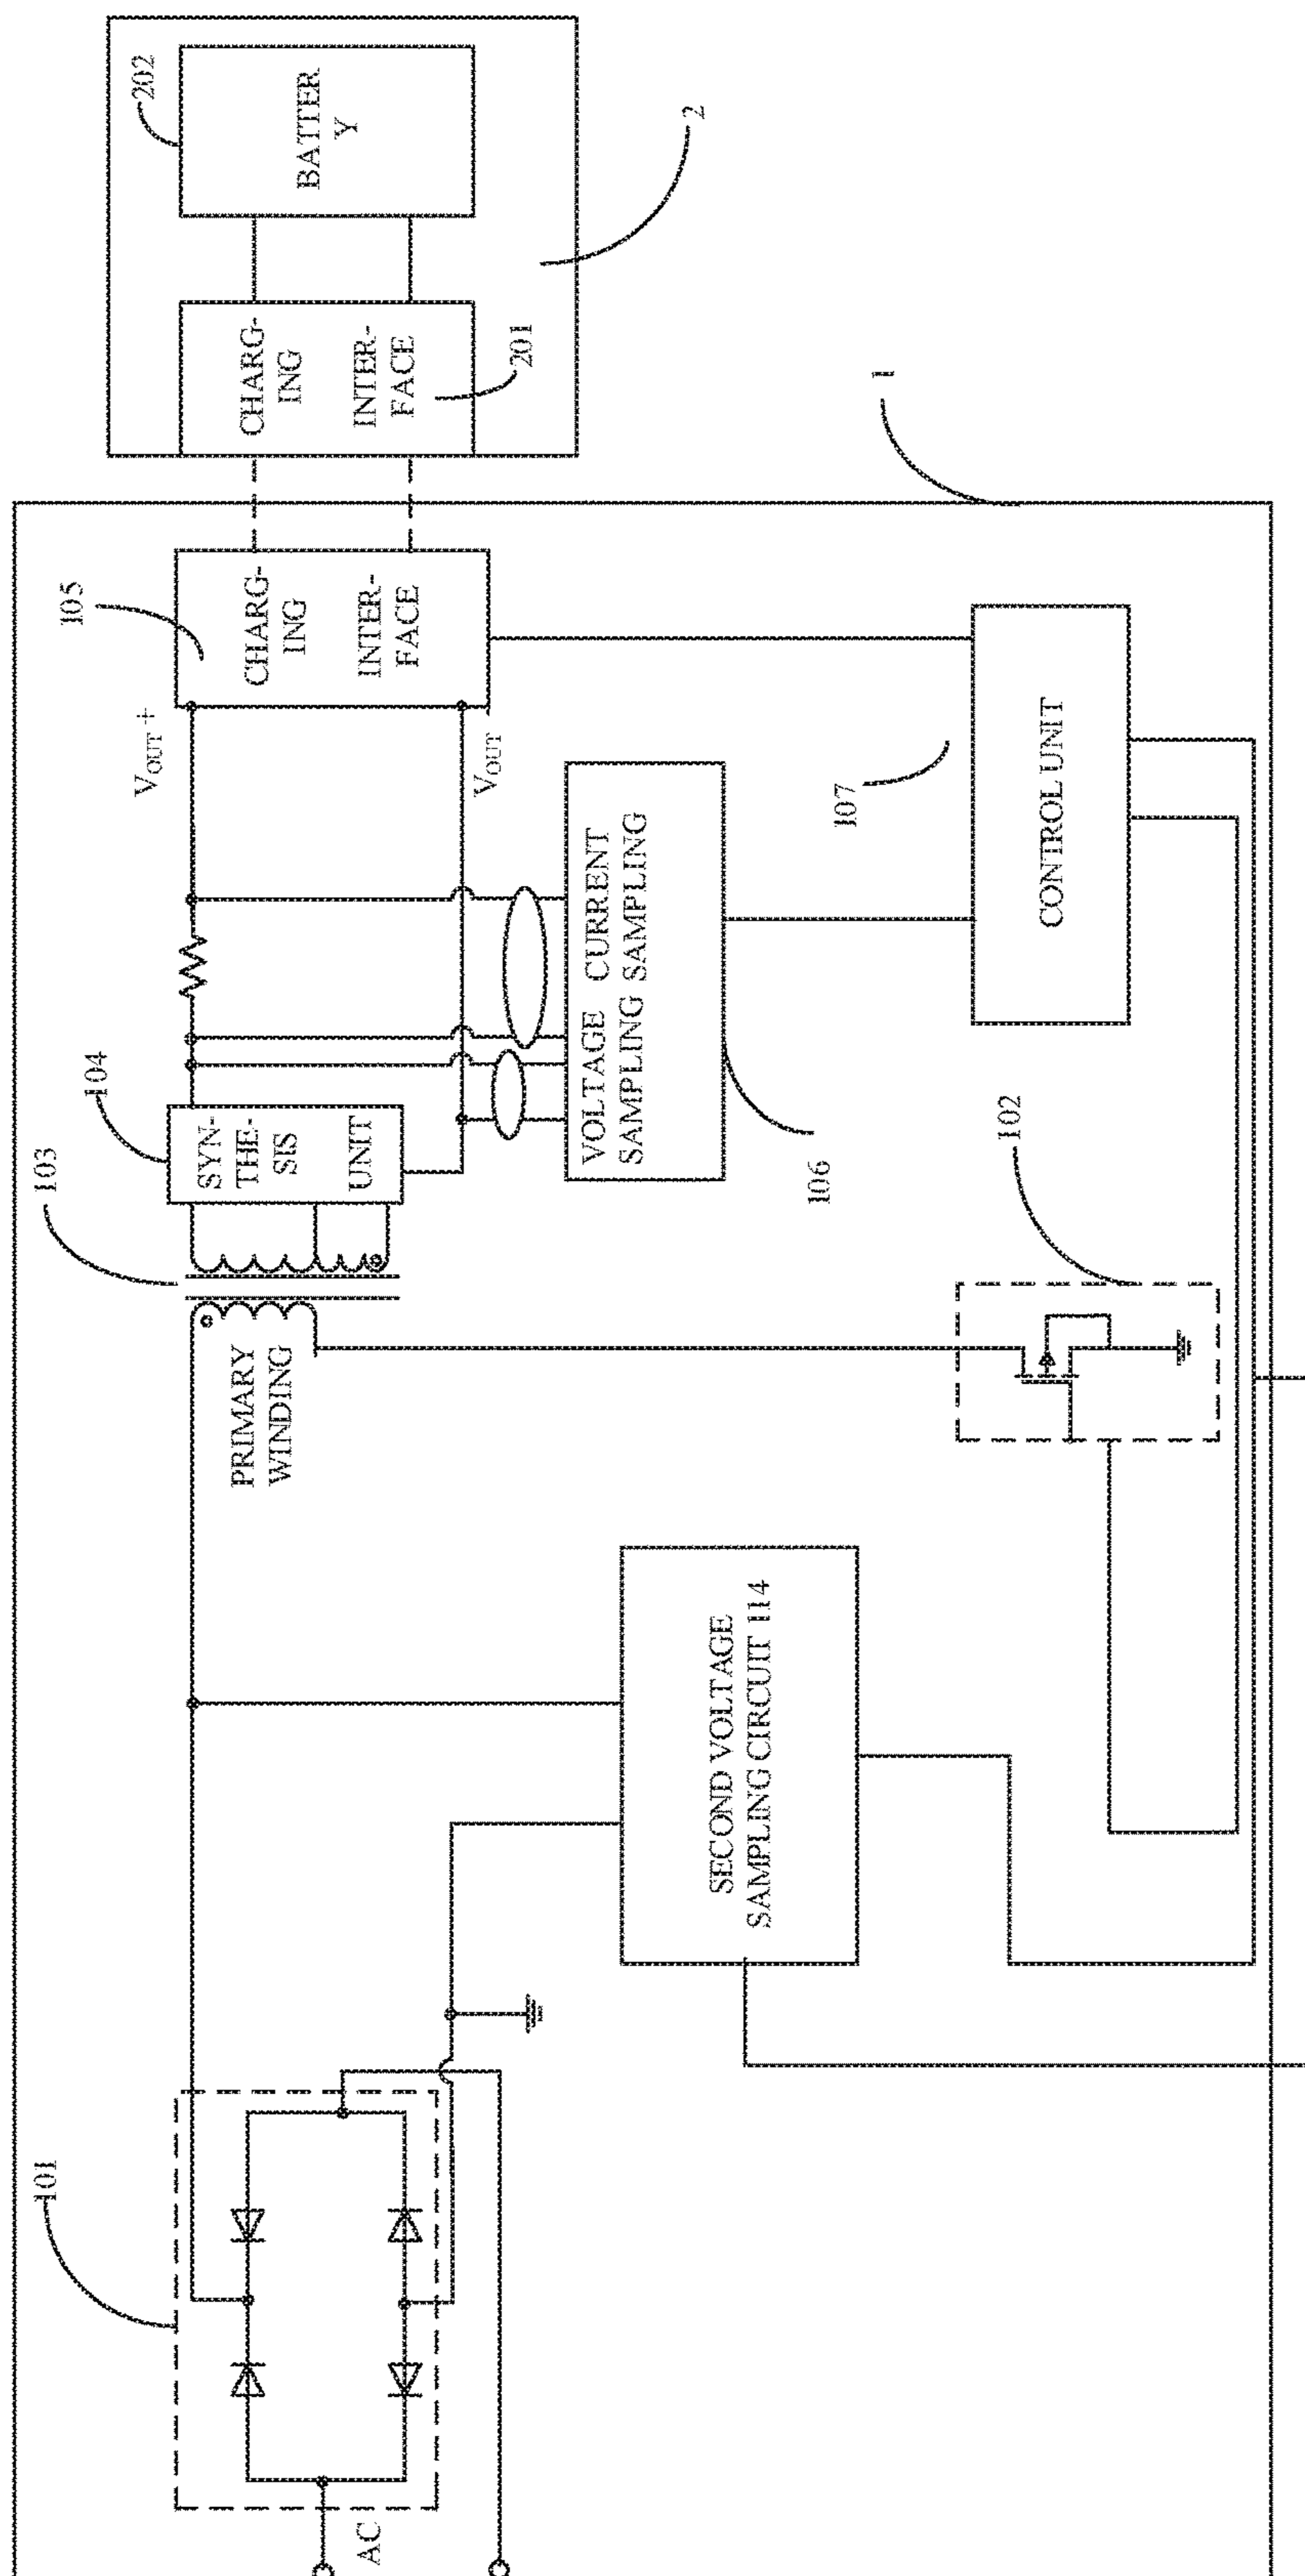 101
AC
SECOND VOLTAGE
SAMPLING CIRCUIT 114
PRIMARY
WINDING
103
104
SYN-
THE-
SIS
UNIT
102
106
VOLTAGE CURRENT
SAMPLING SAMPLING
107
CONTROL UNIT
V_OUT +
V_OUT -
105
CHARG-
ING
INTER-
FACE
1
CHARG-
ING
INTER-
FACE
201
202
BATTER
Y
2